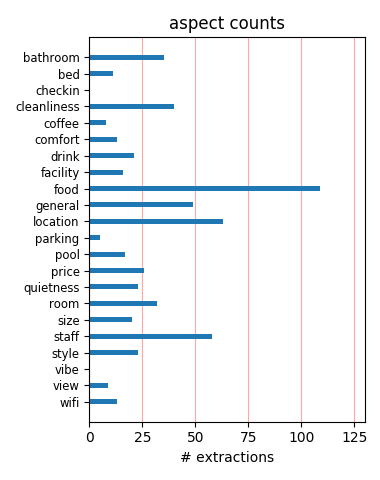 aspect counts
bathroom
bed
checkin
cleanliness
coffee
comfort
drink
facility
food
general
location
parking
pool
price
quietness
room
size
staff
style
vibe
view
wifi
0 25 50 75 100 125
# extractions